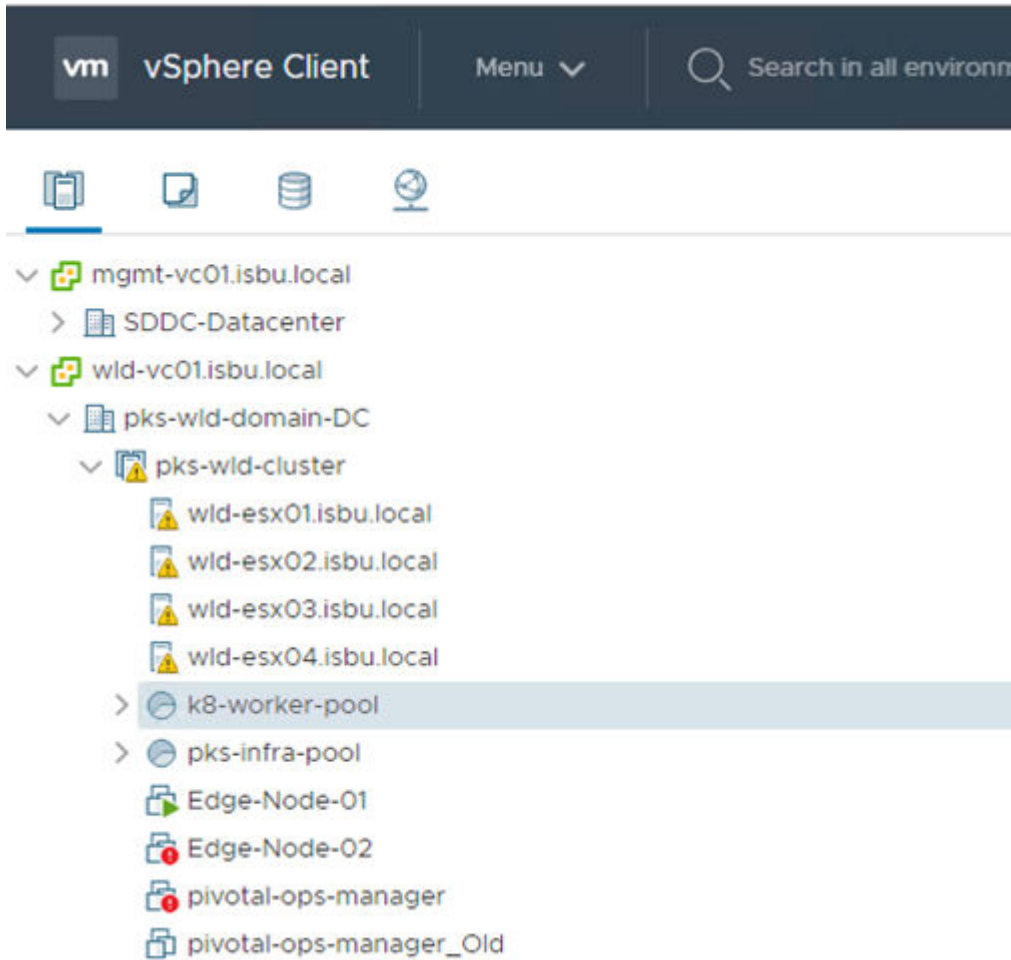 vm vSphere Client Menu Search in all
mgmt-vc01.isbu.local
SDDC-Datacenter
wld-vc01.isbu.local
pks-wld-domain-DC
pks-wld-cluster
wld-esx01.isbu.local
wld-esx02.isbu.local
wld-esx03.isbu.local
wld-esx04.isbu.local
k8-worker-pool
pks-infra-pool
Edge-Node-01
Edge-Node-02
pivotal-ops-manager
pivotal-ops-manager_Old